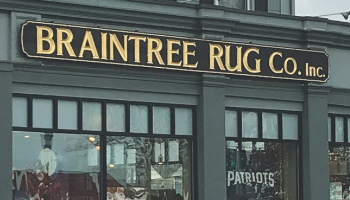 BRAINTREE RUG CO. Inc.
PATRIOTS